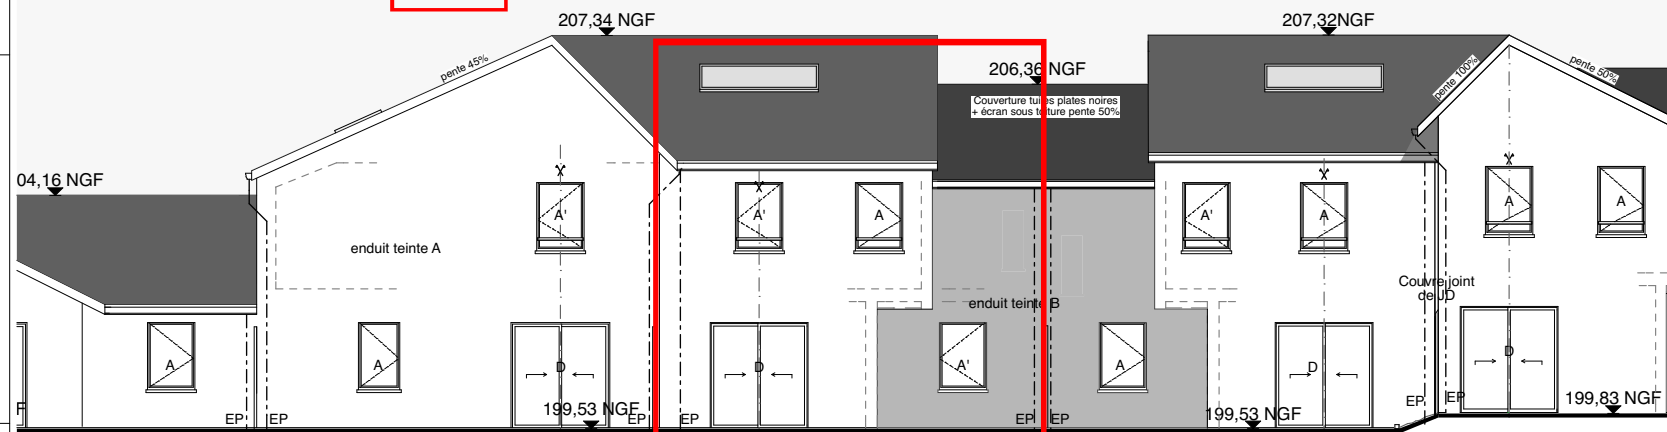 207,34 NGF
207,32NGF
206,36 NGF
pente 45%
pente 100%
pente 50%
Couverture tuiles plates noires
+ écran sous toiture pente 50%
04,16 NGF
A'
A'
A
A'
A
A
A
enduit teinte A
Couvre joint
de JD
enduit teinte B
A
A
D
D
A'
A
D
D
199,53 NGF
199,53 NGF
199,83 NGF
F
EP
EP
EP
EP
EP
EP
EP
EP